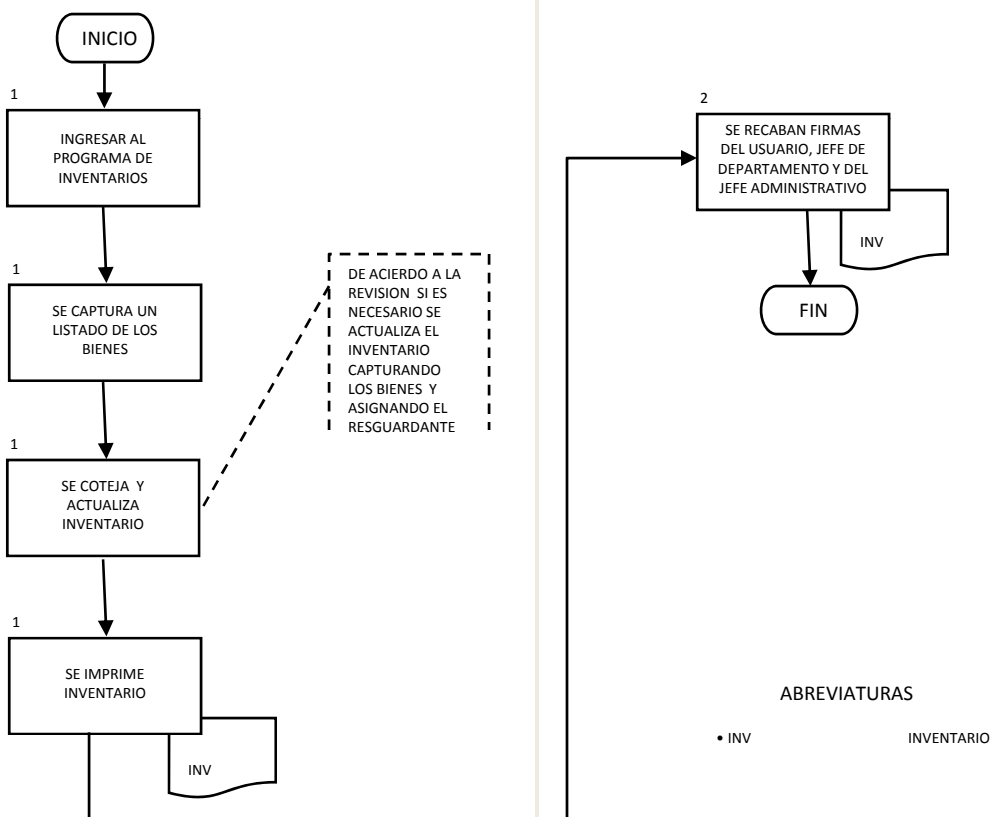 INICIO
1
INGRESAR AL
PROGRAMA DE
INVENTARIOS
1
SE CAPTURA UN
LISTADO DE LOS
BIENES
DE ACIERDO A LA
REVISION SI ES
NECESARIO SE
ACTUALIZA EL
INVENTARIO
CAPTURANDO
LOS BIENES Y
ASIGNANDO EL
RESGUARDANTE
1
SE COTEJA Y
ACTUALIZA
INVENTARIO
1
SE IMPRIME
INVENTARIO
INV
2
SE RECABAN FIRMAS
DEL USUARIO, JEFE DE
DEPARTAMENTO Y DEL
JEFE ADMINISTRATIVO
INV
FIN
ABREVIATURAS
• INV INVENTARIO